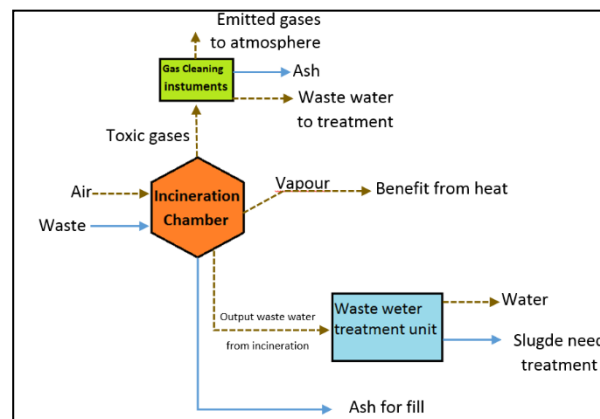 Emitted gases
to atmosphere
Gas Cleaning
instuments
Ash
Waste water
to treatment
Toxic gases
Air
Waste
Incineration
Chamber
Vapour
Benefit from heat
Output waste water
from incineration
Waste weter
treatment unit
Water
Slugde need
treatment
Ash for fill